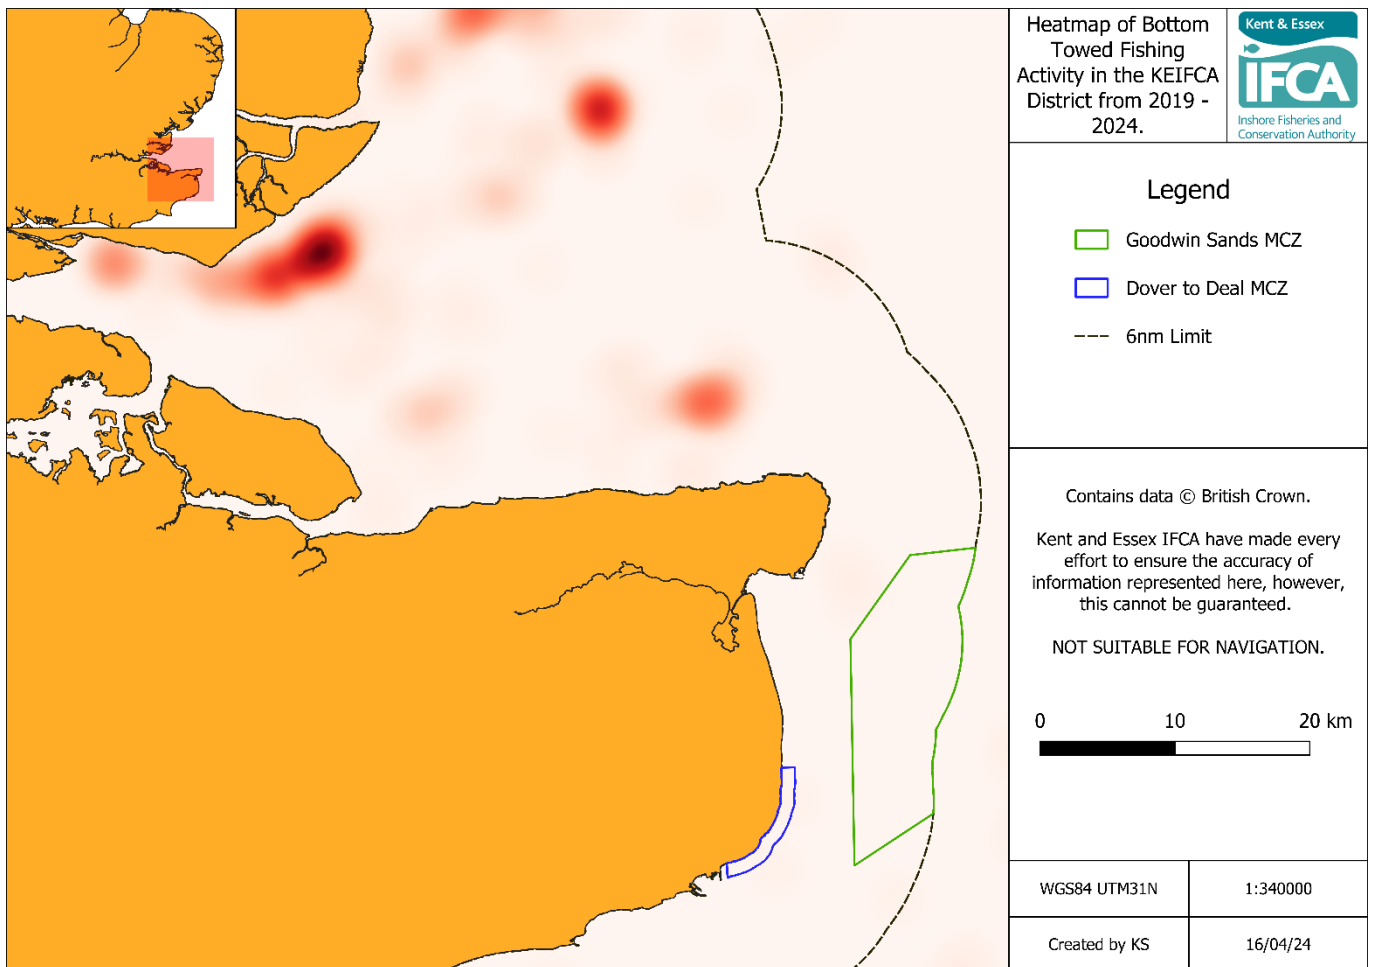 Heatmap of Bottom
Towed Fishing
Activity in the KEIFCA
District from 2019 -
2024.
Kent & Essex
IFCA
Inshore Fisheries and
Conservation Authority
Legend
Goodwin Sands MCZ
Dover to Deal MCZ
6nm Limit
Contains data © British Crown.
Kent and Essex IFCA have made every
effort to ensure the accuracy of
information represented here, however,
this cannot be guaranteed.
NOT SUITABLE FOR NAVIGATION.
0 10 20 km
WGS84 UTM31N 1:340000
Created by KS 16/04/24